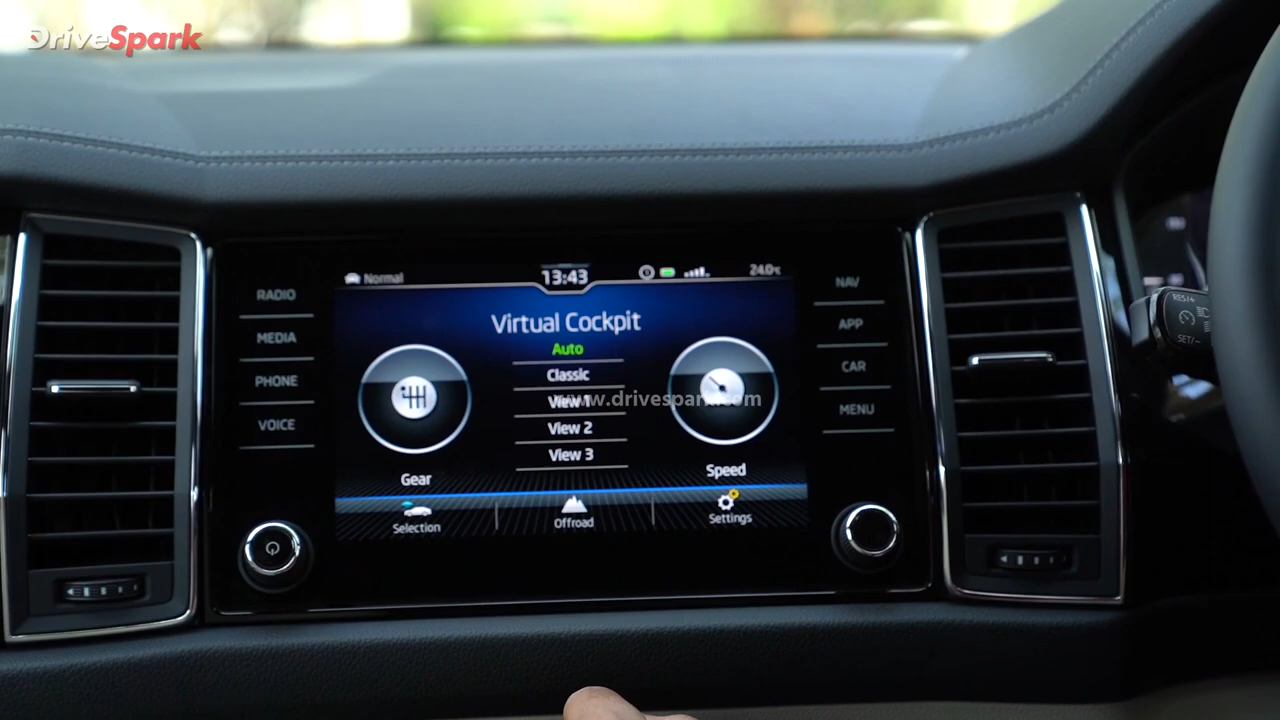 DriveSpark
Normal
13:43
24.0°C
RADIO
MEDIA
PHONE
VOICE
Virtual Cockpit
Auto
Classic
View 1
View 2
View 3
www.drivespark.com
Gear
Speed
Selection
Offroad
Settings
NAV
APP
CAR
MENU
RES/+
SET/-